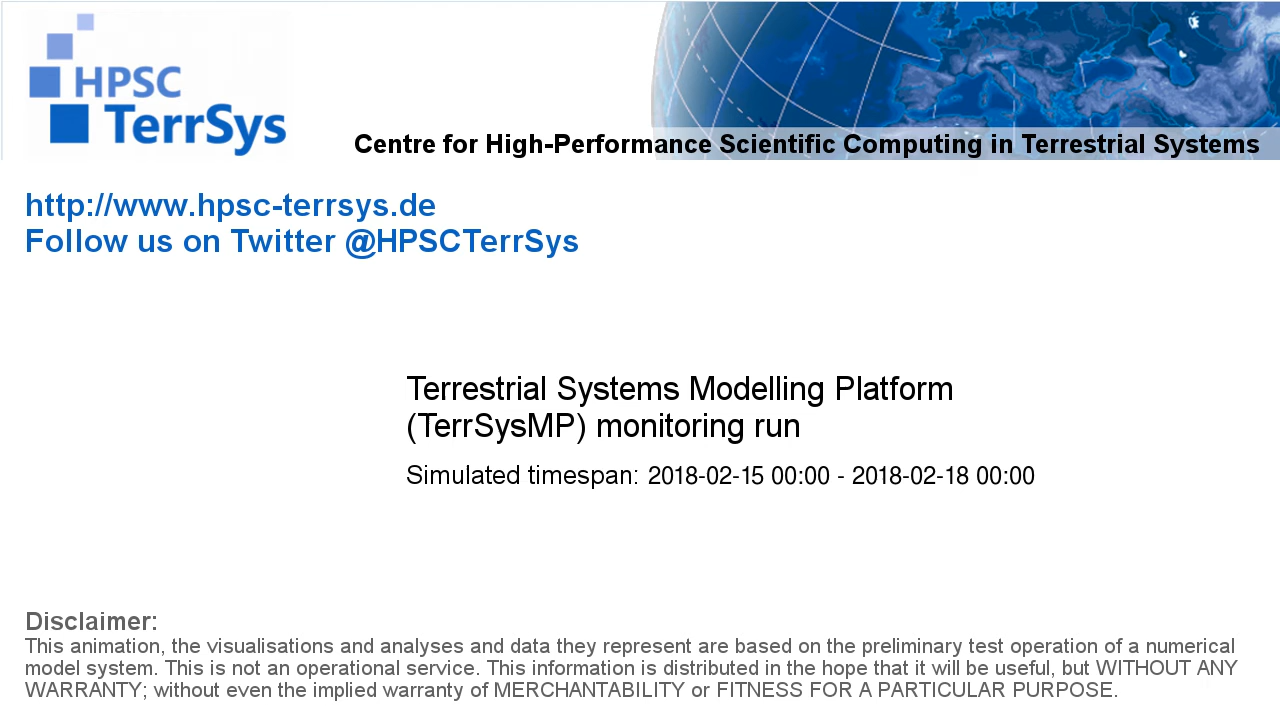 HPSC
TerrSys
Centre for High-Performance Scientific Computing in Terrestrial Systems
http://www.hpsc-terrsys.de
Follow us on Twitter @HPSCTerrSys
Terrestrial Systems Modelling Platform
(TerrSysMP) monitoring run
Simulated timespan: 2018-02-15 00:00 - 2018-02-18 00:00
Disclaimer:
This animation, the visualisations and analyses and data they represent are based on the preliminary test operation of a numerical
model system. This is not an operational service. This information is distributed in the hope that it will be useful, but WITHOUT ANY
WARRANTY; without even the implied warranty of MERCHANTABILITY or FITNESS FOR A PARTICULAR PURPOSE.